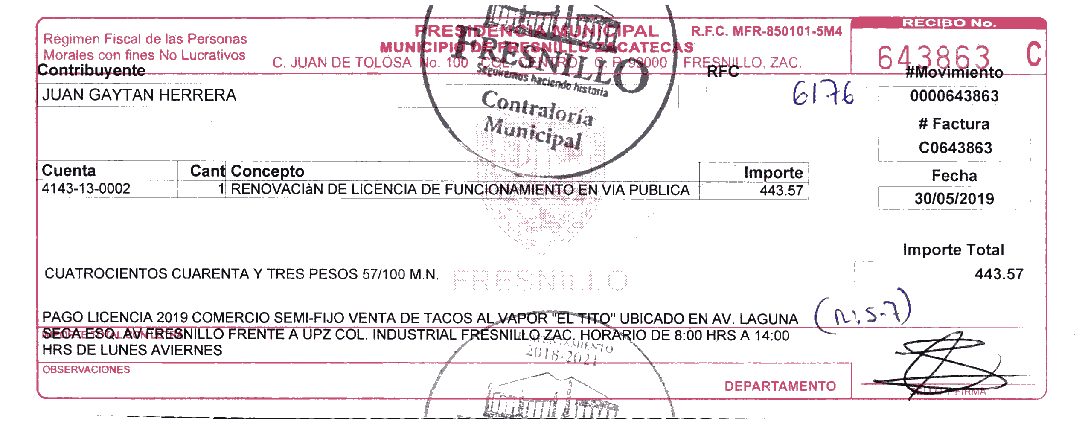 Régimen Fiscal de las Personas
Morales con fines No Lucrativos
PRESIDENCIA MUNICIPAL
MUNICIPIO DE FRESNILLO ZACATECAS
C. JUAN DE TOLOSA No. 100 CENTRO C.P. 99000 FRESNILLO, ZAC.
R.F.C. MFR-850101-5M4
RECIBO No.
643863 C
Contribuyente
RFC
JUAN GAYTAN HERRERA
6176
#Movimiento
0000643863
# Factura
C0643863
Fecha
30/05/2019
FRESNILLO
Seguiremos haciendo historia
Contraloría
Municipal
Cuenta Cant Concepto Importe
4143-13-0002 1 RENOVACIàN DE LICENCIA DE FUNCIONAMIENTO EN VIA PUBLICA 443.57
Importe Total
443.57
CUATROCIENTOS CUARENTA Y TRES PESOS 57/100 M.N.
FRESNILLO
PAGO LICENCIA 2019 COMERCIO SEMI-FIJO VENTA DE TACOS AL VAPOR "EL TITO" UBICADO EN AV. LAGUNA
SECA ESQ. AV FRESNILLO FRENTE A UPZ COL. INDUSTRIAL FRESNILLO ZAC. HORARIO DE 8:00 HRS A 14:00
HRS DE LUNES AVIERNES
2018-2021
OBSERVACIONES
DEPARTAMENTO
FIRMA